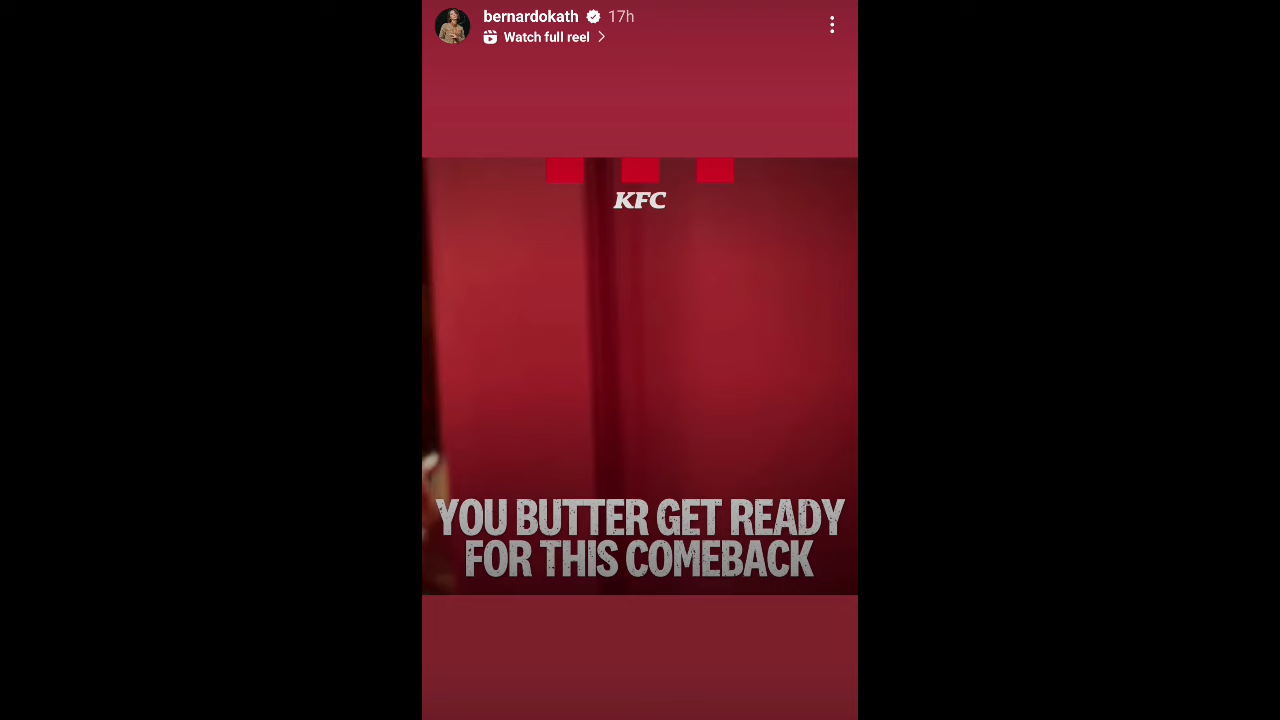 bernardokath 17h
Watch full reel
KFC
YOU BUTTER GET READY
FOR THIS COMEBACK